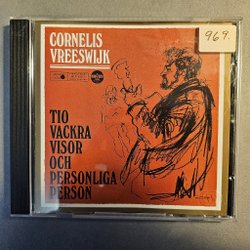 CORNELIS
VREESWIJK
969.
TIO
VACKRA
VISOR
OCH
PERSONLIGA
PERSON